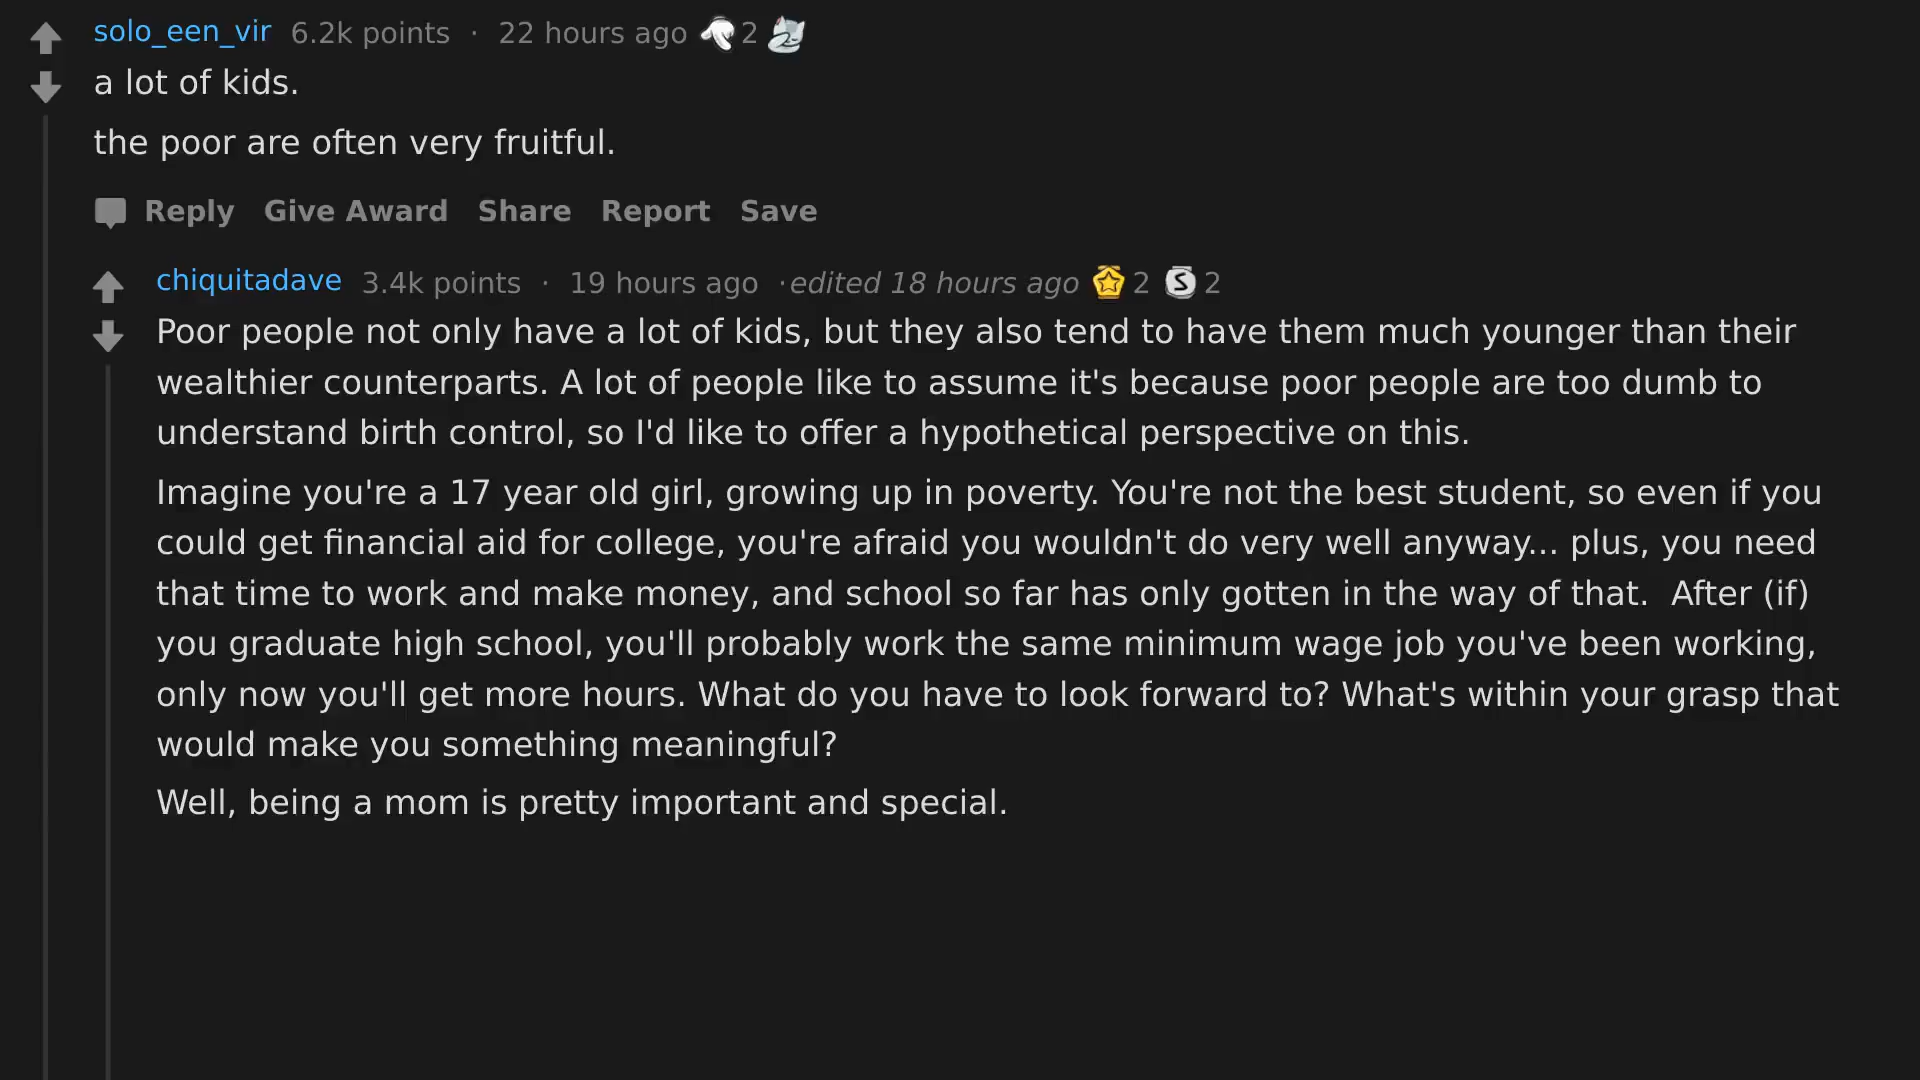 solo_een_vir 6.2k points · 22 hours ago 2
a lot of kids.
the poor are often very fruitful.
Reply Give Award Share Report Save
chiquitadave 3.4k points · 19 hours ago ·edited 18 hours ago 2 S 2
Poor people not only have a lot of kids, but they also tend to have them much younger than their
wealthier counterparts. A lot of people like to assume it's because poor people are too dumb to
understand birth control, so I'd like to offer a hypothetical perspective on this.
Imagine you're a 17 year old girl, growing up in poverty. You're not the best student, so even if you
could get financial aid for college, you're afraid you wouldn't do very well anyway... plus, you need
that time to work and make money, and school so far has only gotten in the way of that.  After (if)
you graduate high school, you'll probably work the same minimum wage job you've been working,
only now you'll get more hours. What do you have to look forward to? What's within your grasp that
would make you something meaningful?
Well, being a mom is pretty important and special.